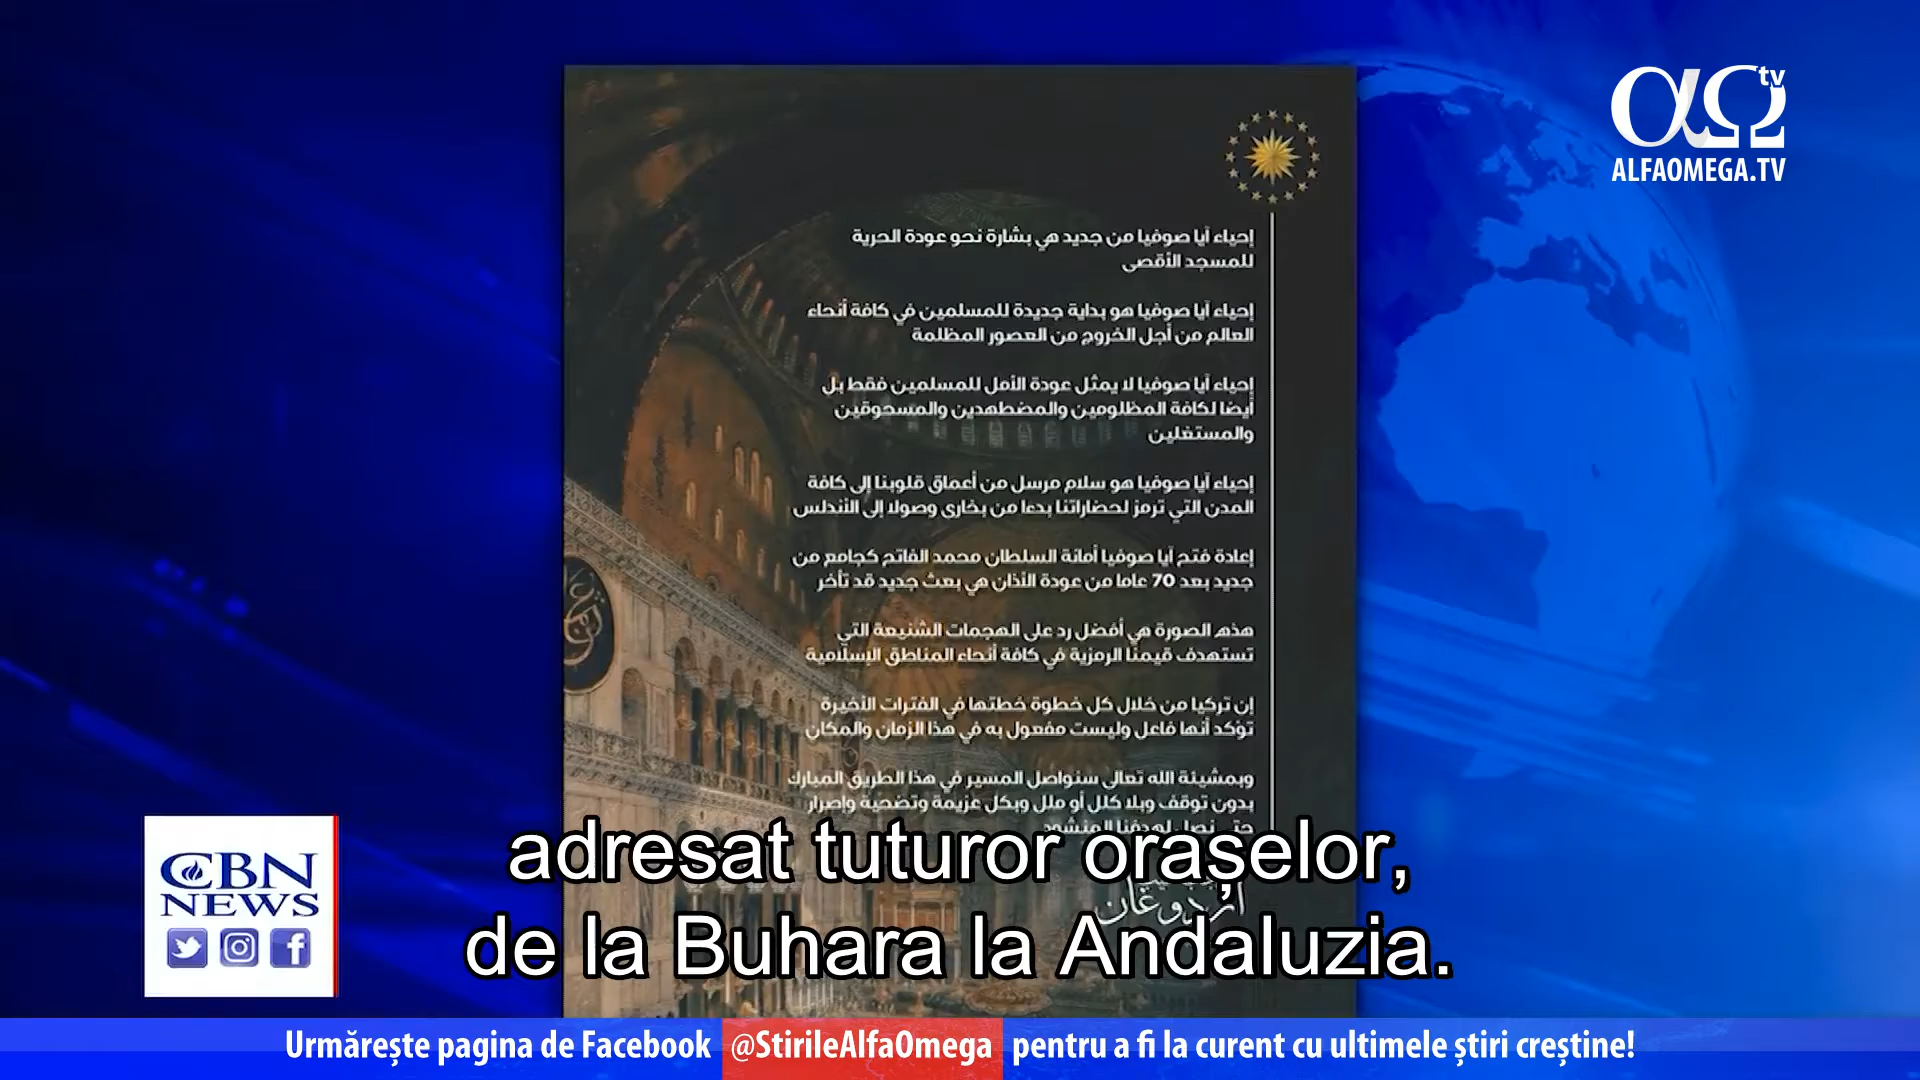 tv
αΩ
ALFAOMEGA.TV
إحياء آيا صوفيا من جديد هي بشارة نحو عودة الحرية
للمسجد الأقصى
إحياء آيا صوفيا هو بداية جديدة للمسلمين في كافة أنحاء
العالم من أجل الخروج من العصور المظلمة
إحياء آيا صوفيا لا يمثل عودة الأمل للمسلمين فقط بل
أيضا لكافة المظلومين والمضطهدين والمسحوقين
والمستغلين
إحياء آيا صوفيا هو سلام مرسل من أعماق قلوبنا إلى كافة
المدن التي ترمز لحضاراتنا بدءا من بخارى وصولا إلى الأندلس
إعادة فتح آيا صوفيا أمانة السلطان محمد الفاتح كجامع من
جديد بعد 70 عاما من عودة الأذان هي بعث جديد قد تأخر
هذه الصورة هي أفضل رد على الهجمات الشنيعة التي
تستهدف قيمنا الرمزية في كافة أنحاء المناطق الإسلامية
إن تركيا من خلال كل خطوة خطتها في الفترات الأخيرة
تؤكد أنها فاعل وليست مفعول به في هذا الزمان والمكان
وبمشيئة الله تعالى سنواصل المسير في هذا الطريق المبارك
بدون توقف وبلا كلل أو ملل وبكل عزيمة وتضحية وإصرار
حتى نصل لهدفنا المنشود
أردوغان
adresat tuturor orașelor,
de la Buhara la Andaluzia.
CBN
NEWS
Urmărește pagina de Facebook @StirileAlfaOmega pentru a fi la curent cu ultimele știri creștine!